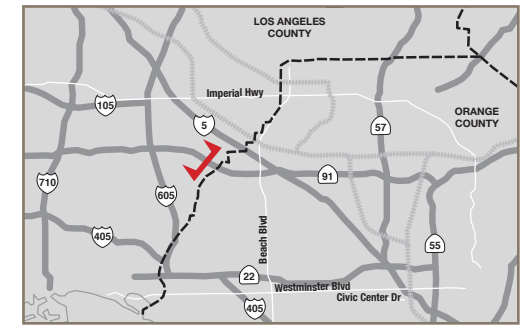 LOS ANGELES
COUNTY
Imperial Hwy
105
5
ORANGE
COUNTY
57
710
605
91
405
Beach Blvd
55
22
Westminster Blvd
Civic Center Dr
405